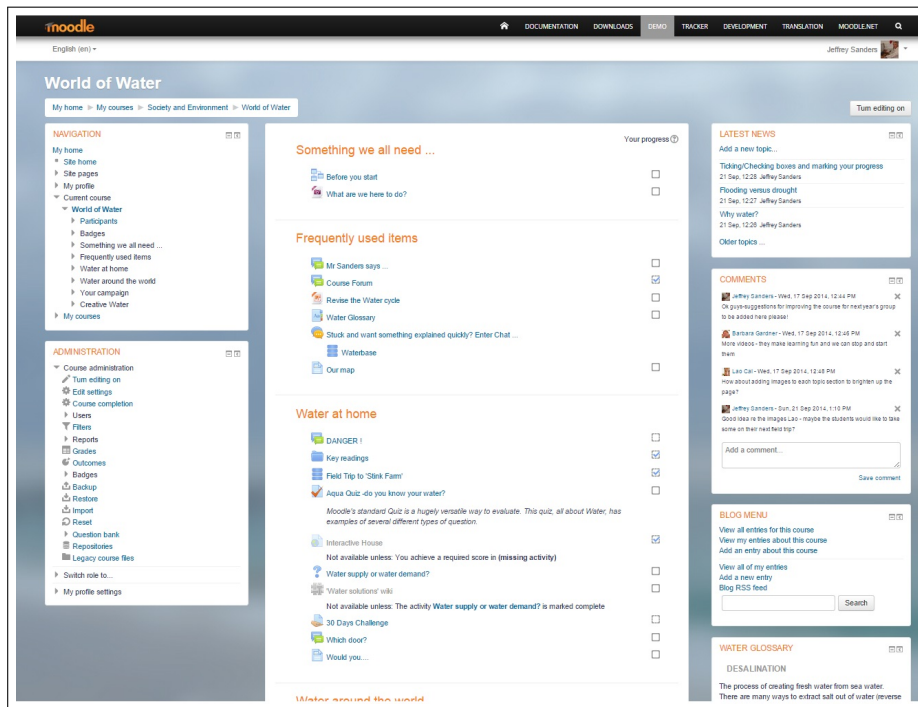 moodle
DOCUMENTATION DOWNLOADS DEMO TRACKER DEVELOPMENT TRANSLATION MOODLE.NET
English (en)
Jeffrey Sanders
World of Water
My home My courses Society and Environment World of Water
Turn editing on
NAVIGATION
My home
Site home
Site pages
My profile
Current course
World of Water
Participants
Badges
Something we all need ...
Frequently used items
Water at home
Water around the world
Your campaign
Creative Water
My courses
ADMINISTRATION
Course administration
Turn editing on
Edit settings
Course completion
Users
Filters
Reports
Grades
Outcomes
Badges
Backup
Restore
Import
Reset
Question bank
Repositories
Legacy course files
Switch role to...
My profile settings
Your progress
Something we all need ...
Before you start
What are we here to do?
Frequently used items
Mr Sanders says ...
Course Forum
Revise the Water cycle
Water Glossary
Stuck and want something explained quickly? Enter Chat ...
Waterbase
Our map
Water at home
DANGER !
Key readings
Field Trip to 'Stink Farm'
Aqua Quiz -do you know your water?
Moodle's standard Quiz is a hugely versatile way to evaluate. This quiz, all about Water, has
examples of several different types of question.
Interactive House
Not available unless: You achieve a required score in (missing activity)
Water supply or water demand?
'Water solutions' wiki
Not available unless: The activity Water supply or water demand? is marked complete
30 Days Challenge
Which door?
Would you....
Water around the world
LATEST NEWS
Add a new topic...
Ticking/Checking boxes and marking your progress
21 Sep, 12:28 Jeffrey Sanders
Flooding versus drought
21 Sep, 12:27 Jeffrey Sanders
Why water?
21 Sep, 12:26 Jeffrey Sanders
Older topics ...
COMMENTS
Jeffrey Sanders - Wed, 17 Sep 2014, 12:44 PM
Ok guys-suggestions for improving the course for next year's group
to be added here please!
Barbara Gardner - Wed, 17 Sep 2014, 12:46 PM
More videos - they make learning fun and we can stop and start
them
Lao Cai - Wed, 17 Sep 2014, 12:48 PM
How about adding images to each topic section to brighten up the
page?
Jeffrey Sanders - Sun, 21 Sep 2014, 1:10 PM
Good idea re the images Lao - maybe the students would like to take
some on their next field trip?
Add a comment...
Save comment
BLOG MENU
View all entries for this course
View my entries about this course
Add an entry about this course
View all of my entries
Add a new entry
Blog RSS feed
Search
WATER GLOSSARY
DESALINATION
The process of creating fresh water from sea water.
There are many ways to extract salt out of water (reverse